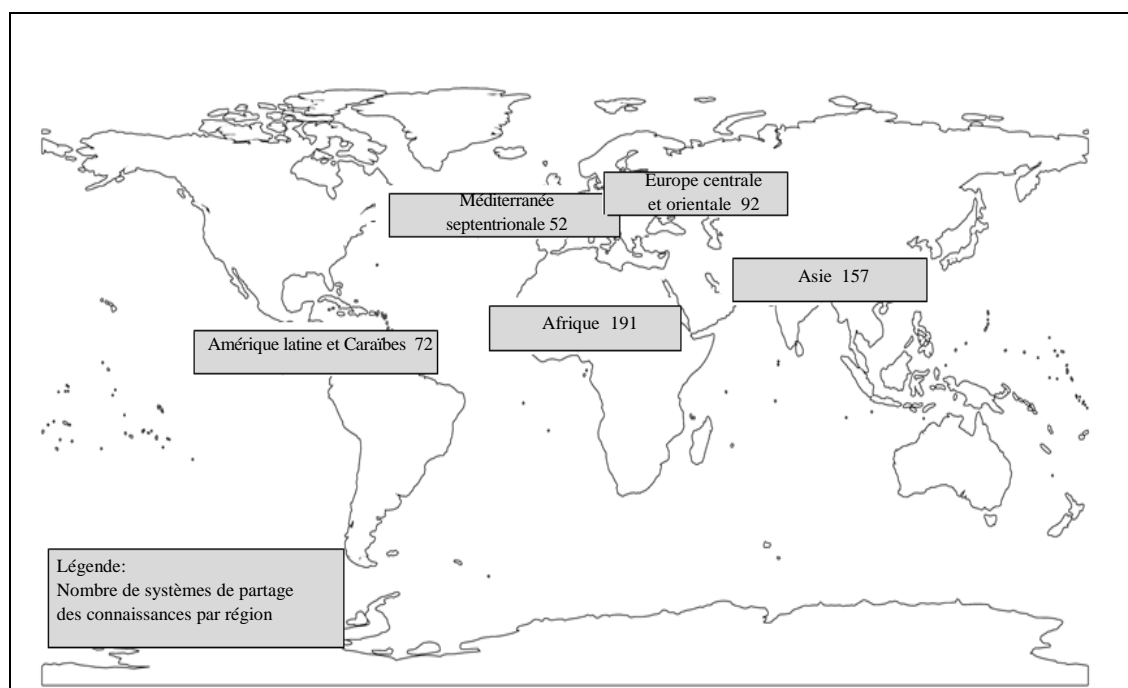 Europe centrale
et orientale 92
Méditerranée
septentrionale 52
Asie 157
Afrique 191
Amérique latine et Caraïbes 72
Légende:
Nombre de systèmes de partage
des connaissances par région